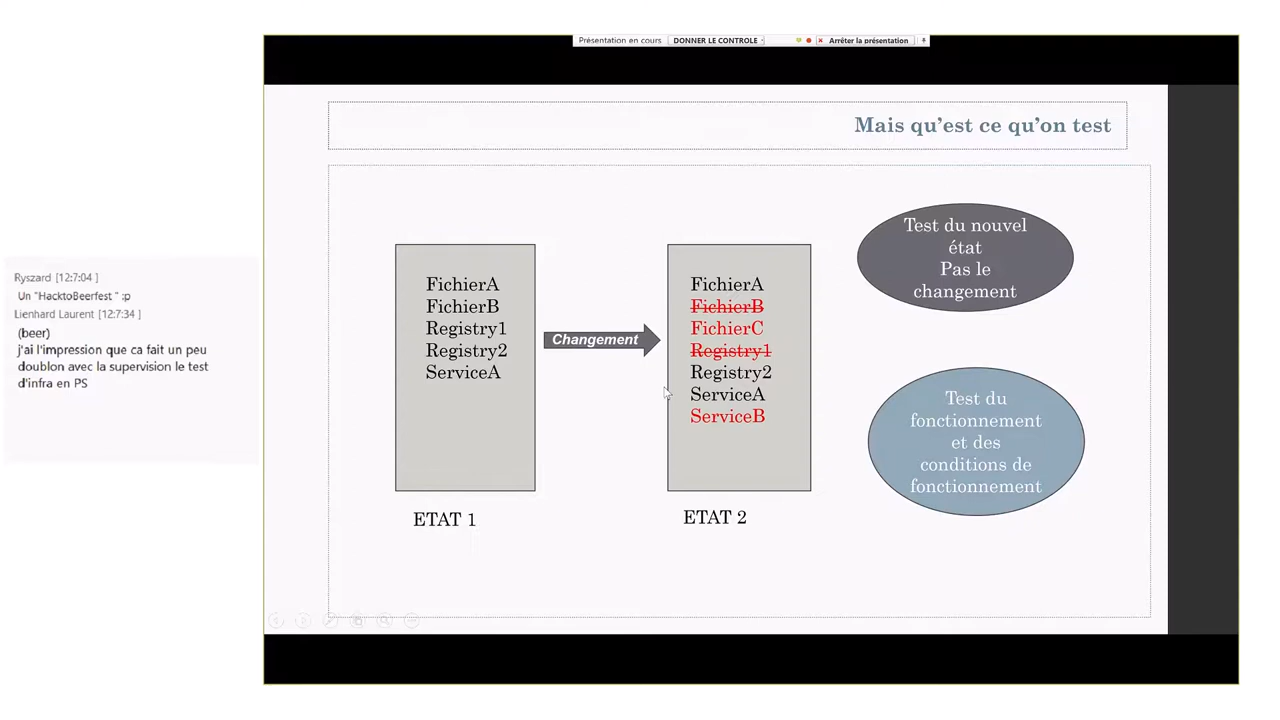 Présentation en cours
DONNER LE CONTROLE
Arrêter la présentation
Mais qu'est ce qu'on test
Ryszard [12:7:04 ]
Un "HacktoBeerfest " :p
Lienhard Laurent [12:7:34 ]
(beer)
j'ai l'impression que ca fait un peu
doublon avec la supervision le test
d'infra en PS
FichierA
FichierB
Registry1
Registry2
ServiceA
ETAT 1
Changement
FichierA
FichierB
FichierC
Registry1
Registry2
ServiceA
ServiceB
ETAT 2
Test du nouvel
état
Pas le
changement
Test du
fonctionnement
et des
conditions de
fonctionnement